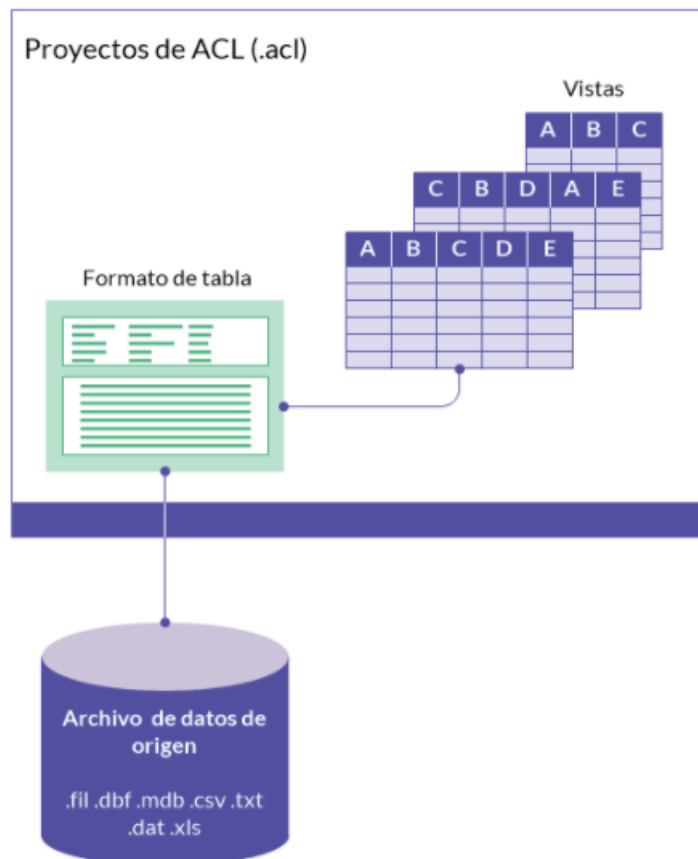 Proyectos de ACL (.acl)
Vistas
A B C
C B D A E
A B C D E
Formato de tabla
Archivo de datos de
origen
.fil .dbf .mdb .csv .txt
.dat .xls